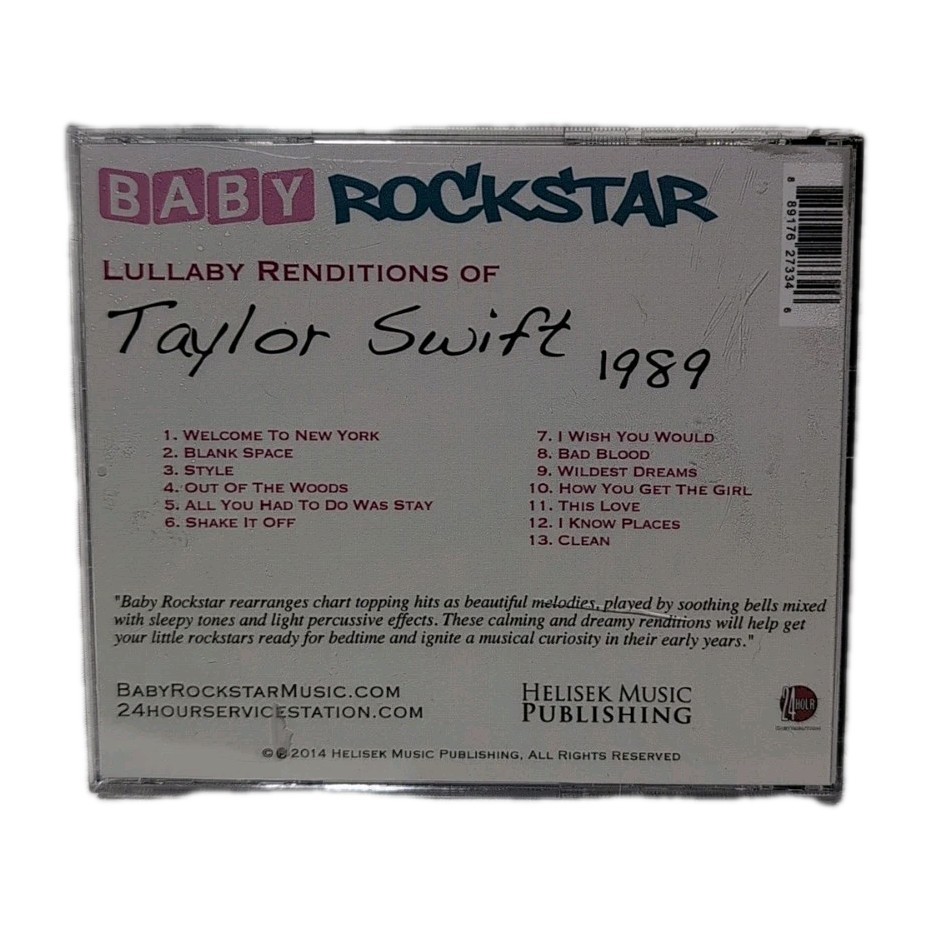 BABY ROCKSTAR
LULLABY RENDITIONS OF
Taylor Swift 1989
1. WELCOME TO NEW YORK
2. BLANK SPACE
3. STYLE
4. OUT OF THE WOODS
5. ALL YOU HAD TO DO WAS STAY
6. SHAKE IT OFF
7. I WISH YOU WOULD
8. BAD BLOOD
9. WILDEST DREAMS
10. HOW YOU GET THE GIRL
11. THIS LOVE
12. I KNOW PLACES
13. CLEAN
"Baby Rockstar rearranges chart topping hits as beautiful melodies, played by soothing bells mixed
with sleepy tones and light percussive effects. These calming and dreamy renditions will help get
your little rockstars ready for bedtime and ignite a musical curiosity in their early years."
BABYROCKSTARMUSIC.COM
24HOURSERVICESTATION.COM
HELISEK MUSIC
PUBLISHING
24 HOUR
© ℗ 2014 HELISEK MUSIC PUBLISHING, ALL RIGHTS RESERVED
8 89176 27334 6